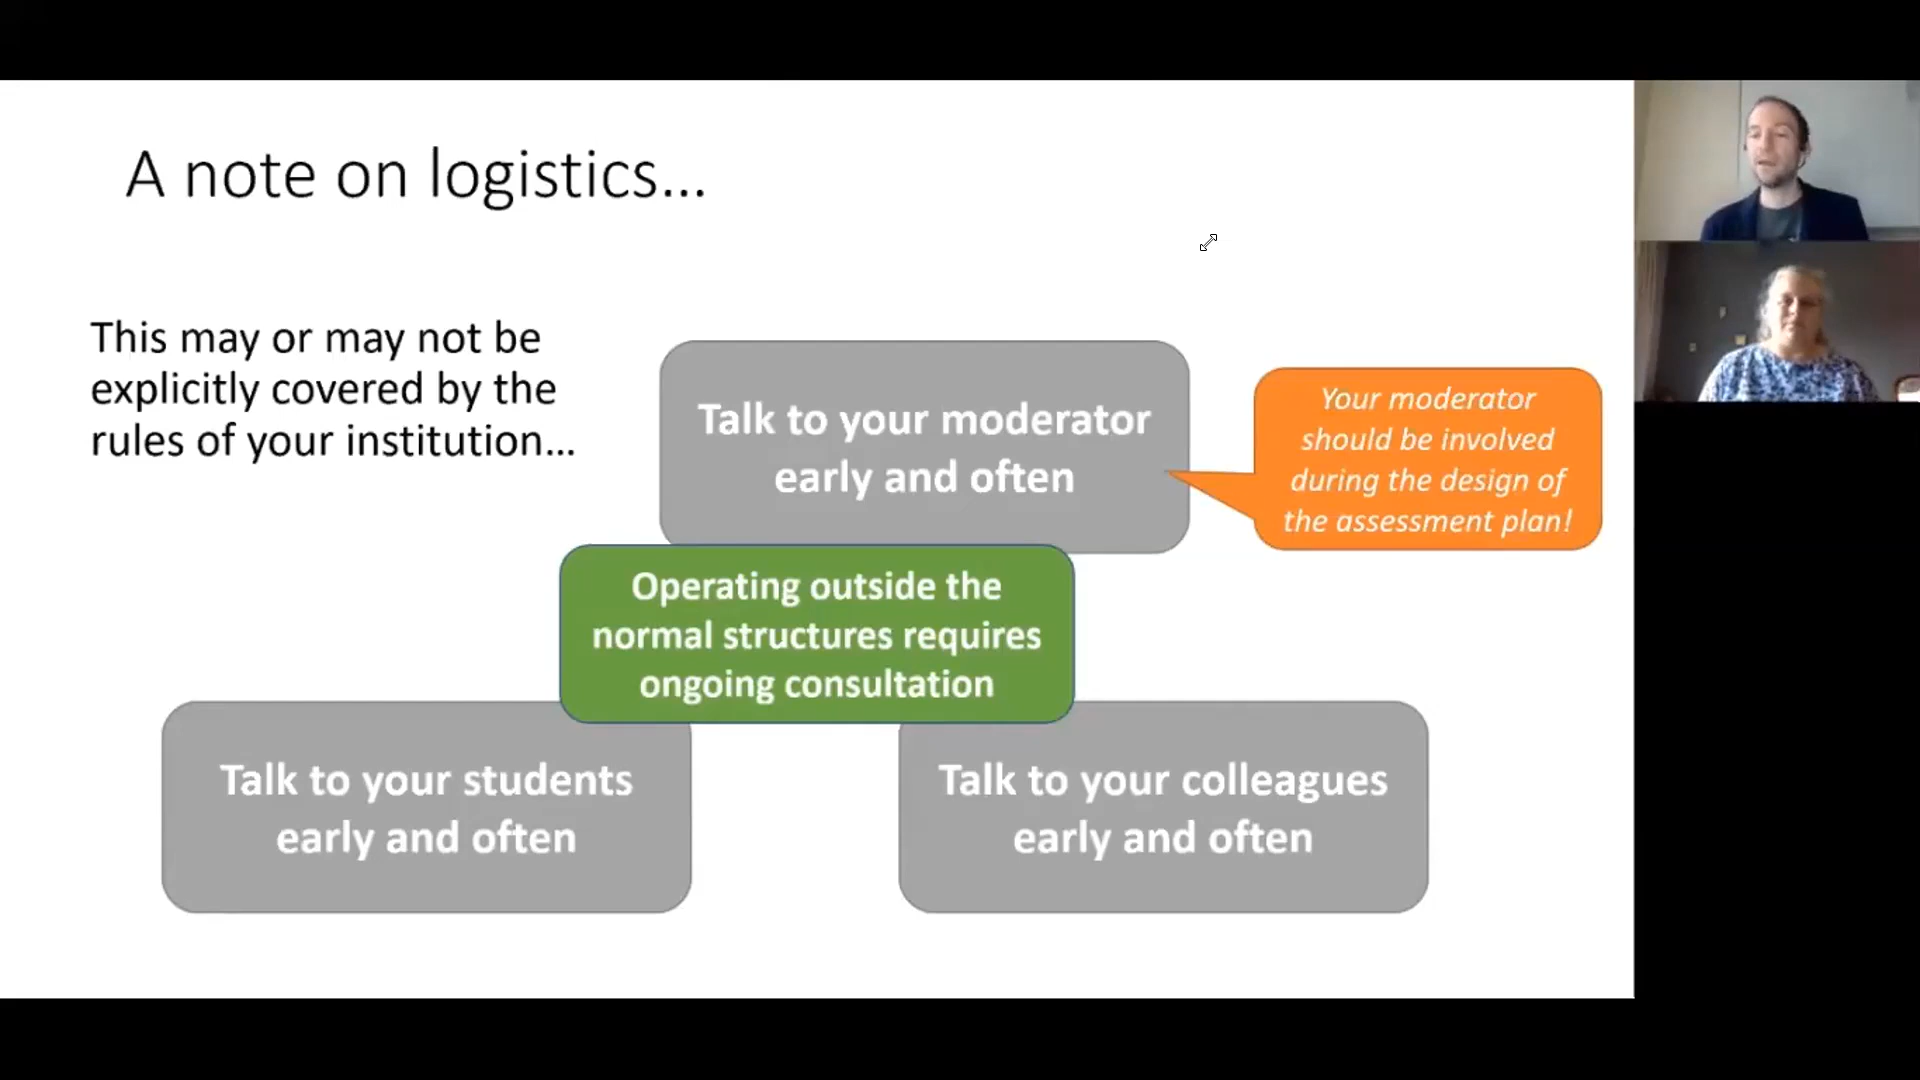 A note on logistics...
This may or may not be
explicitly covered by the
rules of your institution...
Talk to your moderator
early and often
Your moderator
should be involved
during the design of
the assessment plan!
Operating outside the
normal structures requires
ongoing consultation
Talk to your students
early and often
Talk to your colleagues
early and often